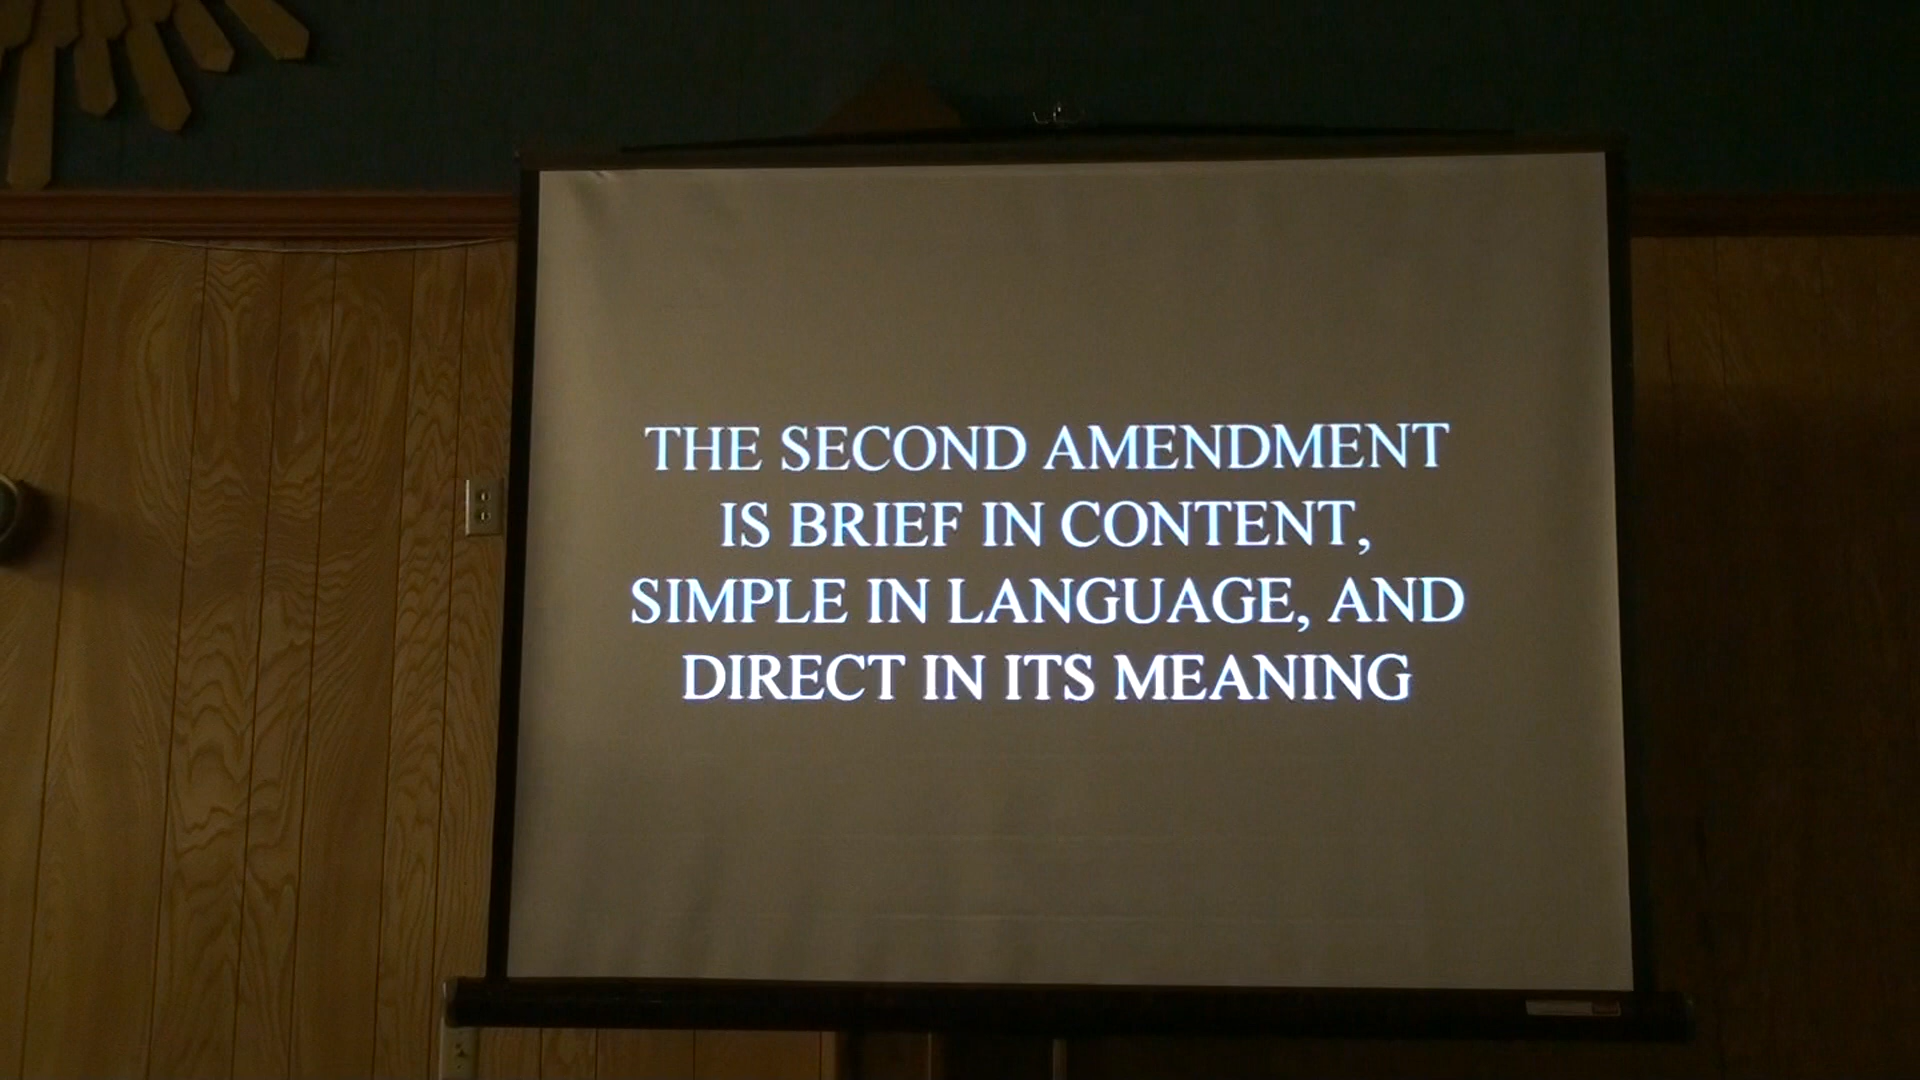 THE SECOND AMENDMENT
IS BRIEF IN CONTENT,
SIMPLE IN LANGUAGE, AND
DIRECT IN ITS MEANING